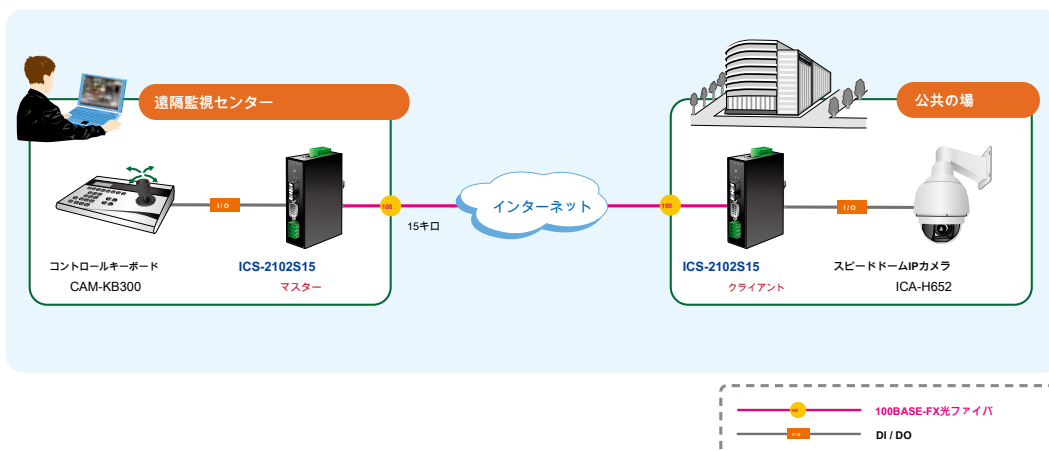 遠隔監視センター
公共の場
I / O
100
15キロ
インターネット
100
I / O
コントロールキーボード
CAM-KB300
ICS-2102S15
マスター
ICS-2102S15
クライアント
スピードドームIPカメラ
ICA-H652
100
100BASE-FX光ファイバ
I / O
DI / DO